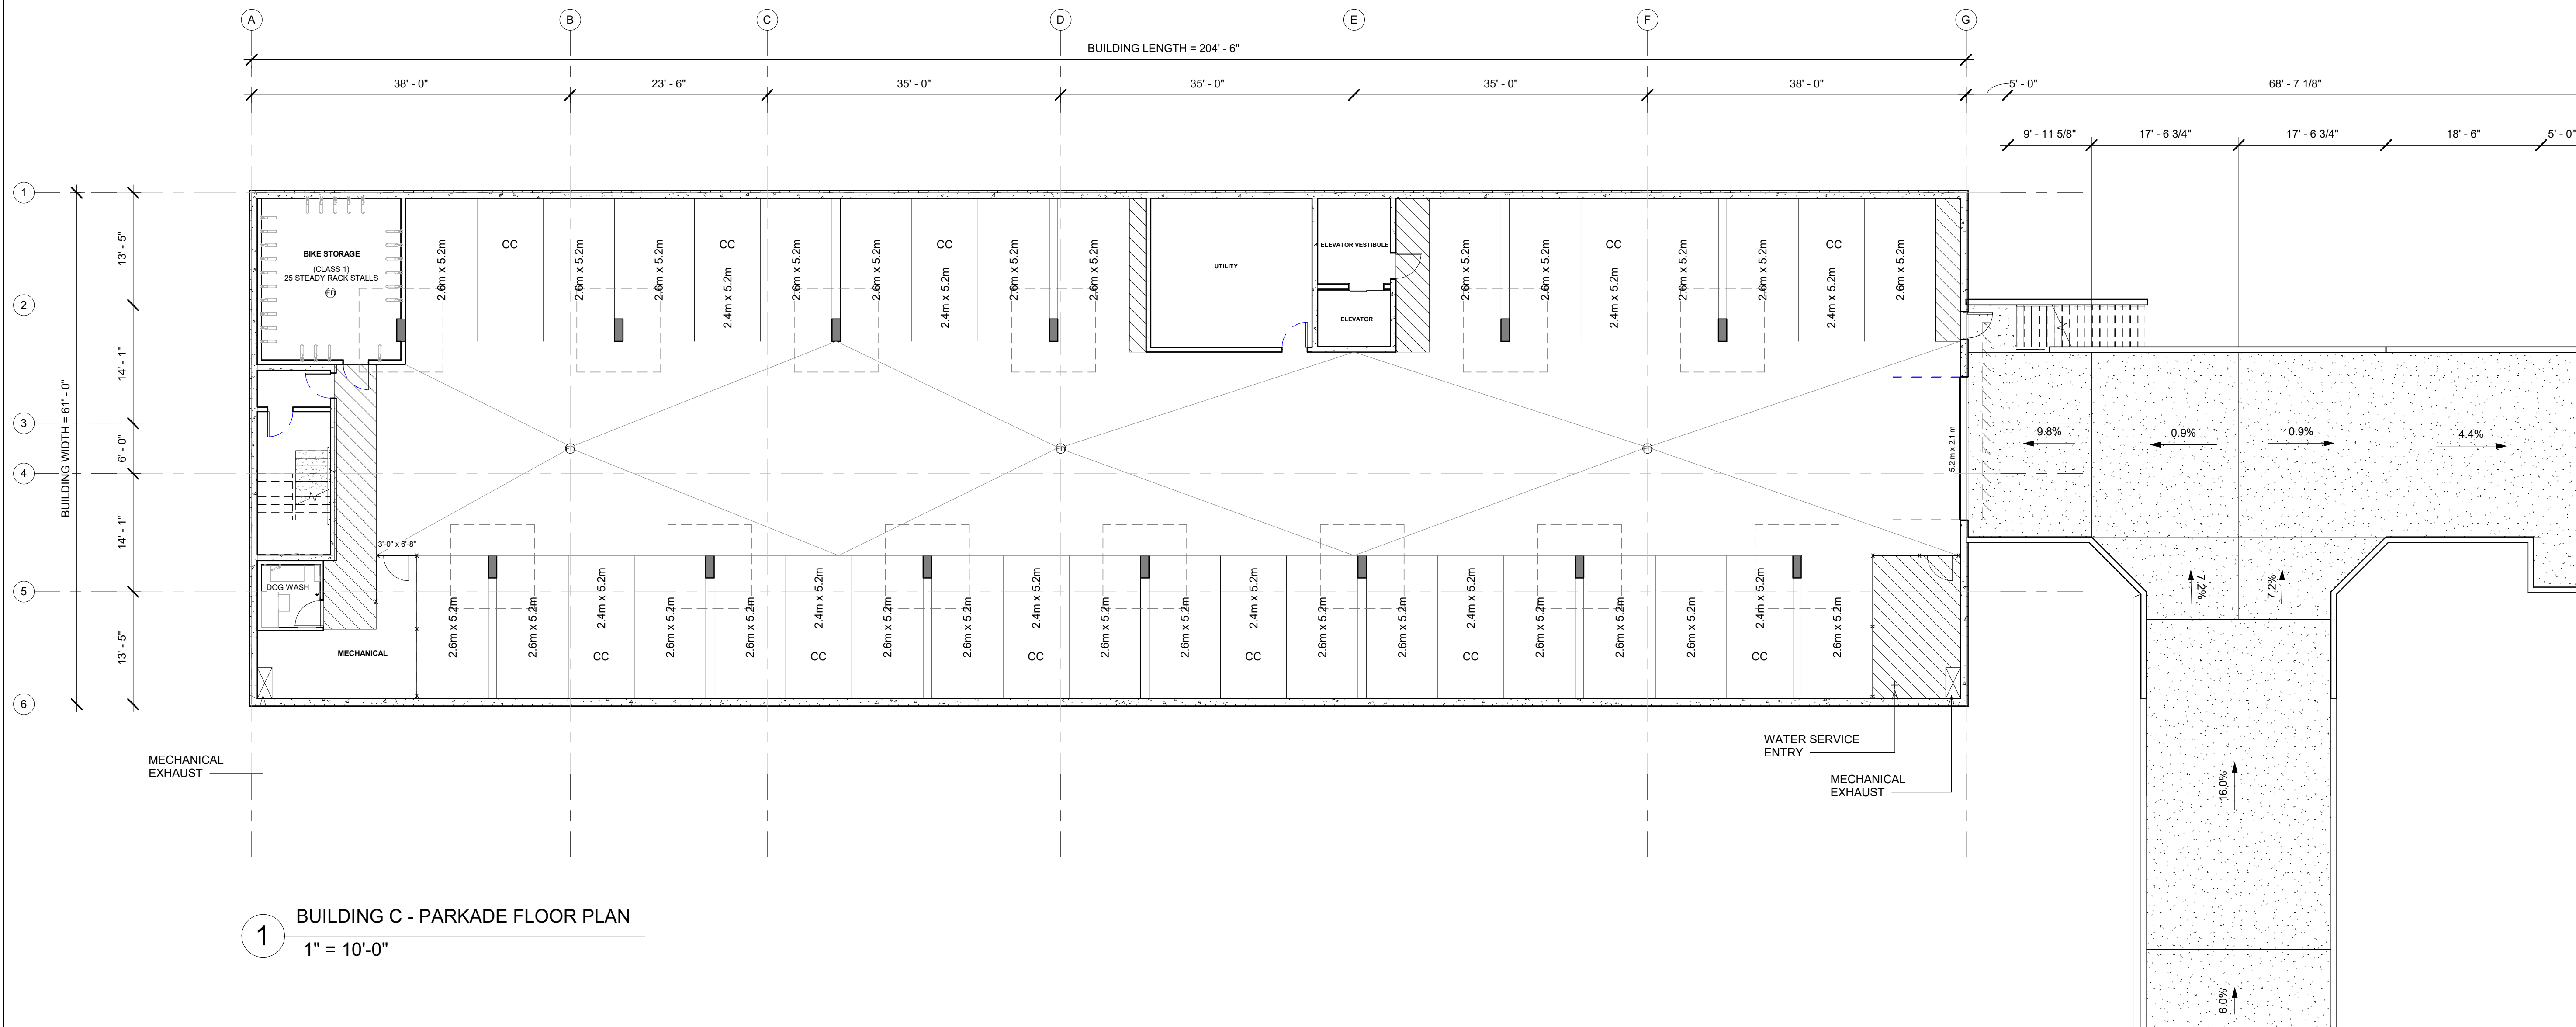 A B C D E F G
BUILDING LENGTH = 204' - 6"
38' - 0" 23' - 6" 35' - 0" 35' - 0" 35' - 0" 38' - 0" 5' - 0" 68' - 7 1/8"
9' - 11 5/8" 17' - 6 3/4" 17' - 6 3/4" 18' - 6" 5' - 0"
1
2
3
4
5
6
BUILDING WIDTH = 61' - 0"
13' - 5"
14' - 1"
6' - 0"
14' - 1"
13' - 5"
BIKE STORAGE
(CLASS 1)
25 STEADY RACK STALLS
FD
2.6m x 5.2m
CC
2.6m x 5.2m
2.6m x 5.2m
CC
2.4m x 5.2m
2.6m x 5.2m
2.6m x 5.2m
CC
2.4m x 5.2m
2.6m x 5.2m
2.6m x 5.2m
UTILITY
ELEVATOR VESTIBULE
ELEVATOR
2.6m x 5.2m
2.6m x 5.2m
CC
2.4m x 5.2m
2.6m x 5.2m
2.6m x 5.2m
CC
2.4m x 5.2m
2.6m x 5.2m
FD
FD
FD
5.2 m x 2.1 m
9.8%
0.9%
0.9%
4.4%
7.2%
7.2%
16.0%
6.0%
3'-0" x 6'-8"
DOG WASH
MECHANICAL
2.6m x 5.2m
2.6m x 5.2m
2.4m x 5.2m
CC
2.6m x 5.2m
2.6m x 5.2m
2.4m x 5.2m
CC
2.6m x 5.2m
2.6m x 5.2m
2.4m x 5.2m
CC
2.6m x 5.2m
2.6m x 5.2m
2.4m x 5.2m
CC
2.6m x 5.2m
2.6m x 5.2m
2.4m x 5.2m
CC
2.6m x 5.2m
2.6m x 5.2m
2.6m x 5.2m
2.4m x 5.2m
CC
2.6m x 5.2m
MECHANICAL
EXHAUST
WATER SERVICE
ENTRY
MECHANICAL
EXHAUST
1
BUILDING C - PARKADE FLOOR PLAN
1" = 10'-0"